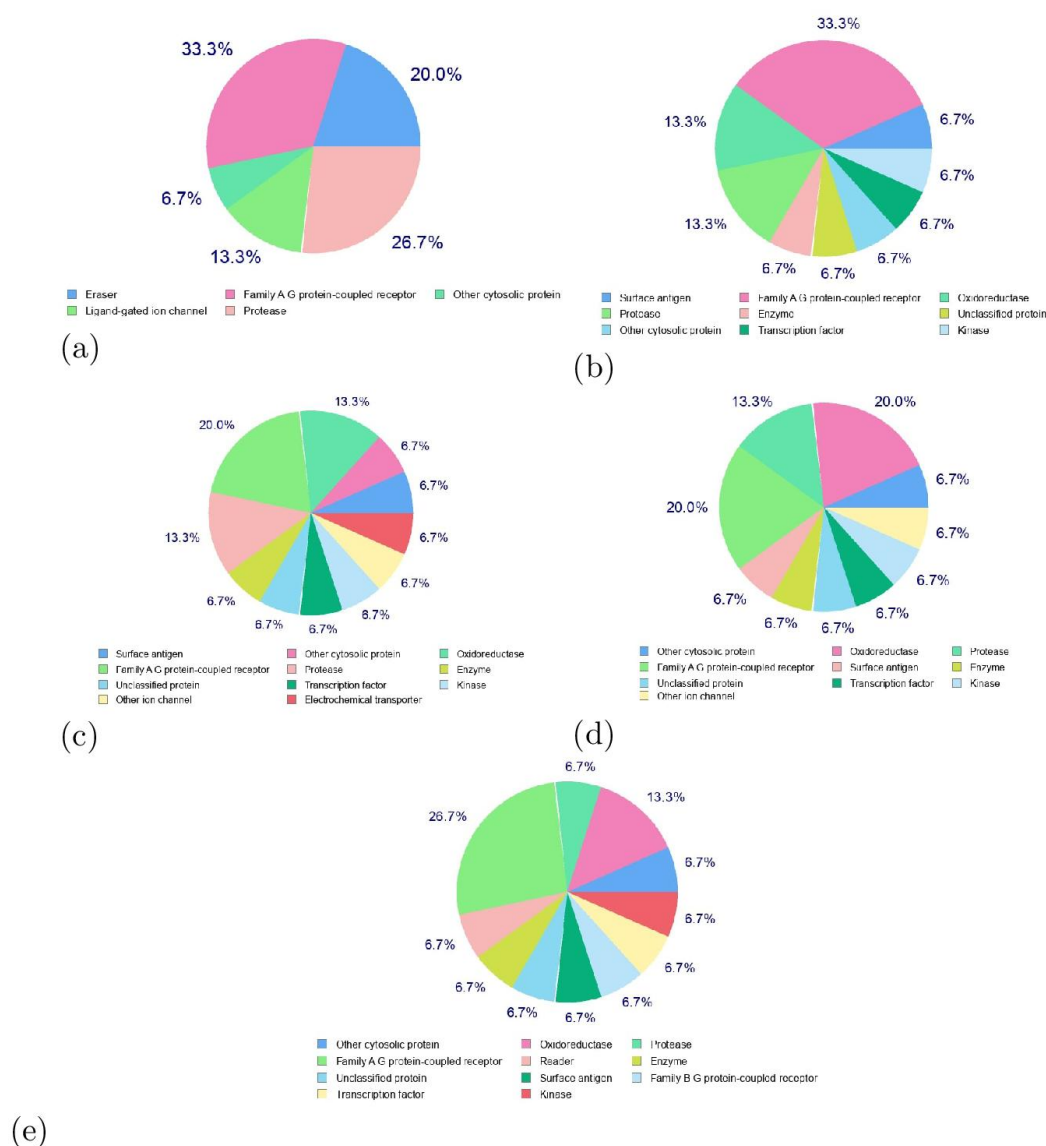 33.3%
20.0%
6.7%
13.3%
26.7%
Eraser Family A G protein-coupled receptor Other cytosolic protein
Ligand-gated ion channel Protease
(a)
33.3%
6.7%
13.3%
6.7%
13.3%
6.7%
6.7% 6.7% 6.7%
Surface antigen Family A G protein-coupled receptor Oxidoreductase
Protease Enzyme Unclassified protein
Other cytosolic protein Transcription factor Kinase
(b)
13.3%
20.0%
6.7%
6.7%
13.3%
6.7%
6.7%
6.7%
6.7% 6.7% 6.7%
Surface antigen Other cytosolic protein Oxidoreductase
Family A G protein-coupled receptor Protease Enzyme
Unclassified protein Transcription factor Kinase
Other ion channel Electrochemical transporter
(c)
13.3% 20.0%
6.7%
20.0%
6.7%
6.7%
6.7%
6.7% 6.7% 6.7%
Other cytosolic protein Oxidoreductase Protease
Family A G protein-coupled receptor Surface antigen Enzyme
Unclassified protein Transcription factor Kinase
Other ion channel
(d)
6.7%
13.3%
26.7%
6.7%
6.7%
6.7%
6.7%
6.7%
6.7% 6.7% 6.7%
Other cytosolic protein Oxidoreductase Protease
Family A G protein-coupled receptor Reader Enzyme
Unclassified protein Surface antigen Family B G protein-coupled receptor
Transcription factor Kinase
(e)